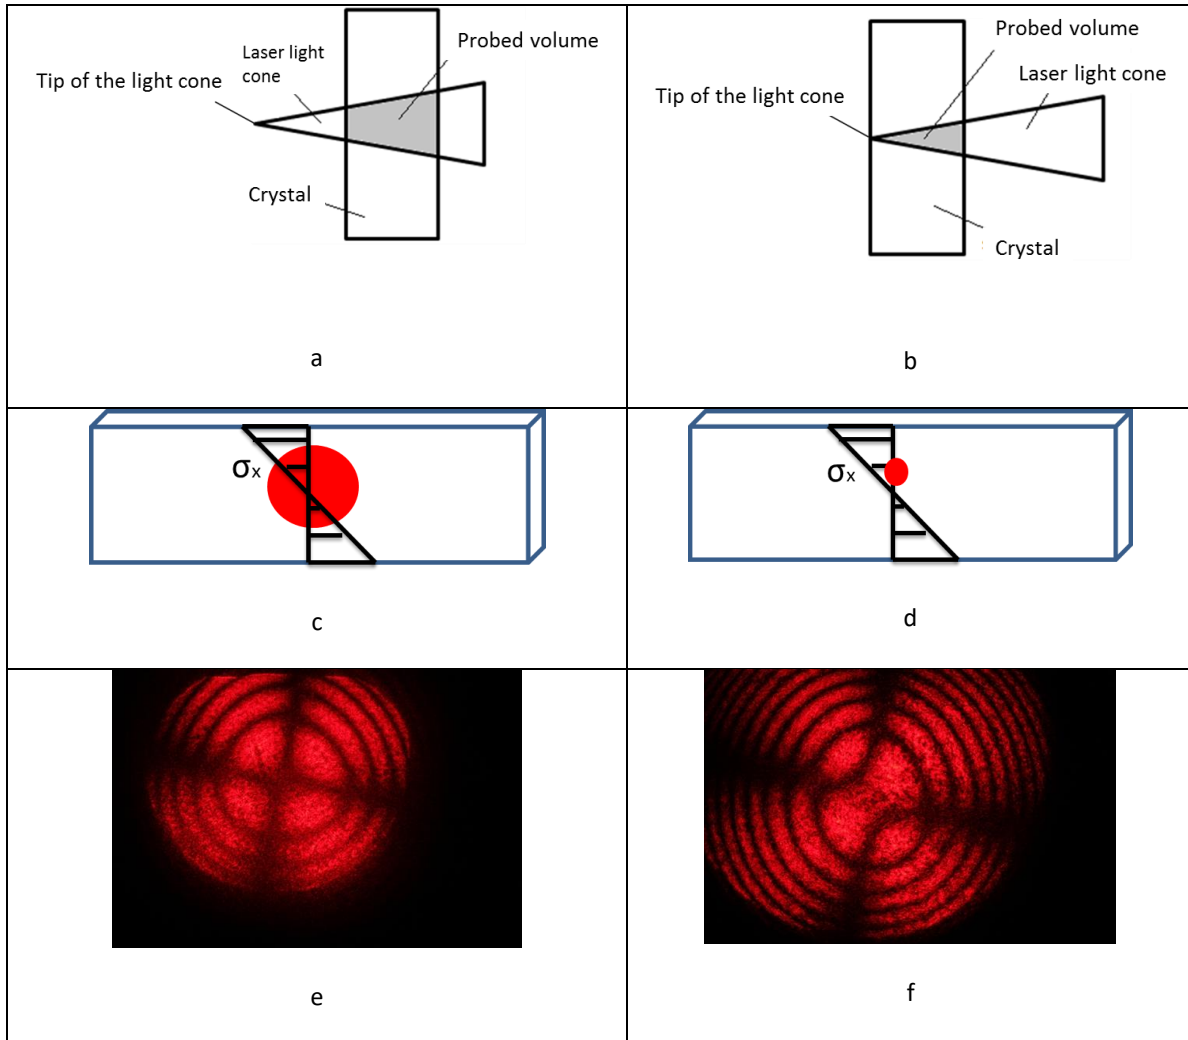 Probed volume
Laser light
cone
Tip of the light cone
Crystal
a
Probed volume
Laser light cone
Tip of the light cone
Crystal
b
σx
c
σx
d
e
f